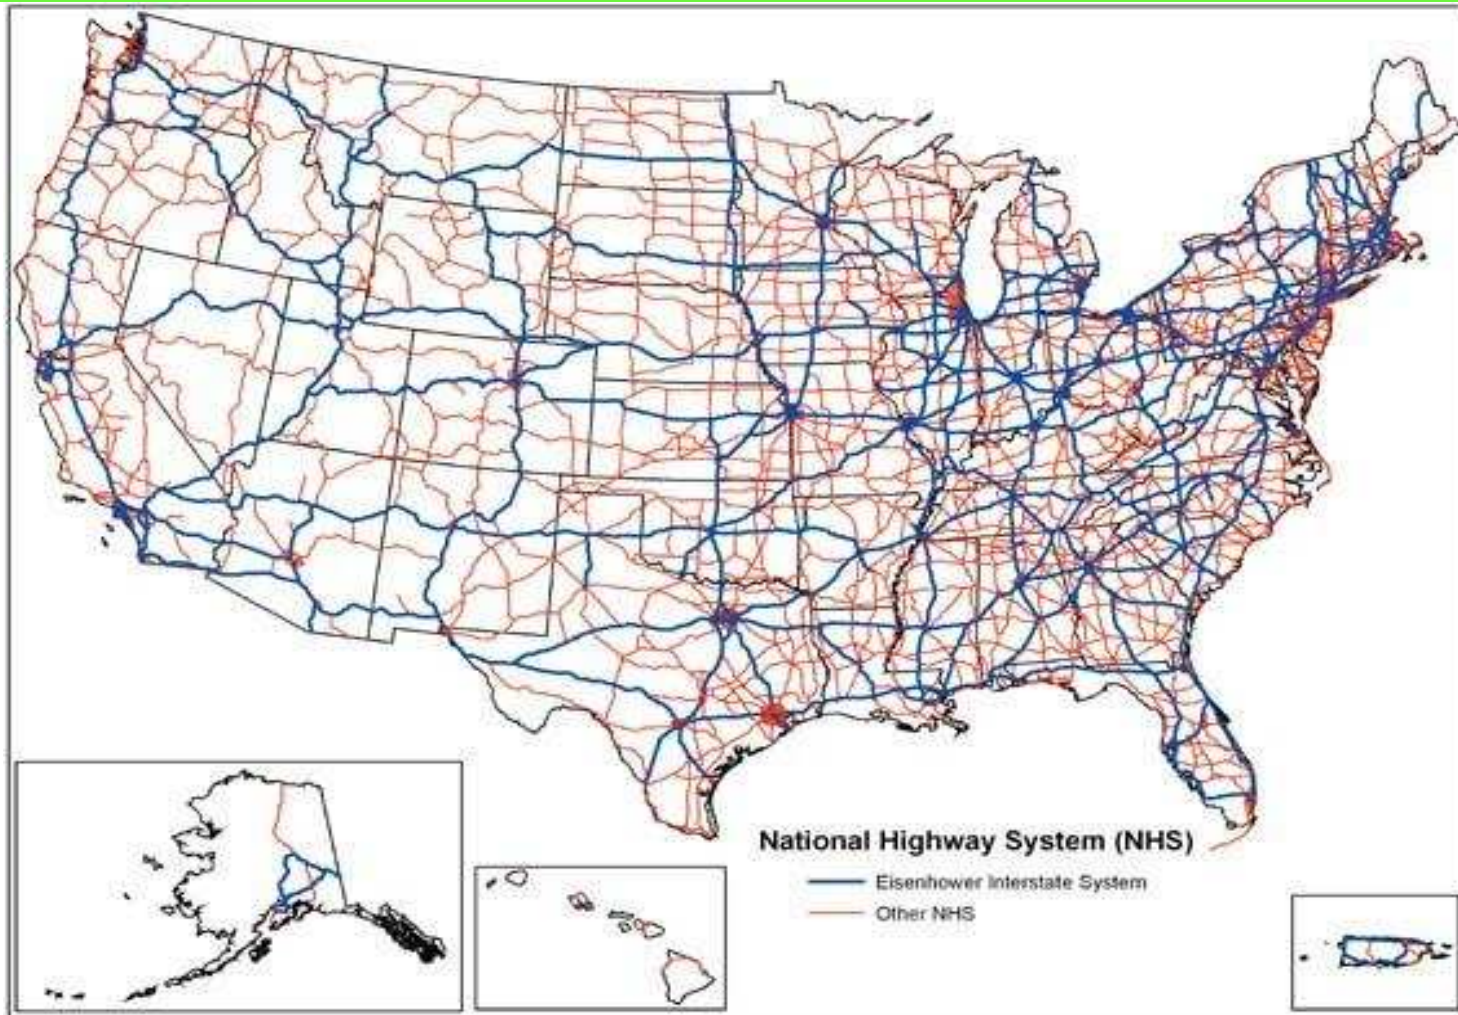 National Highway System (NHS)
Eisenhower Interstate System
Other NHS